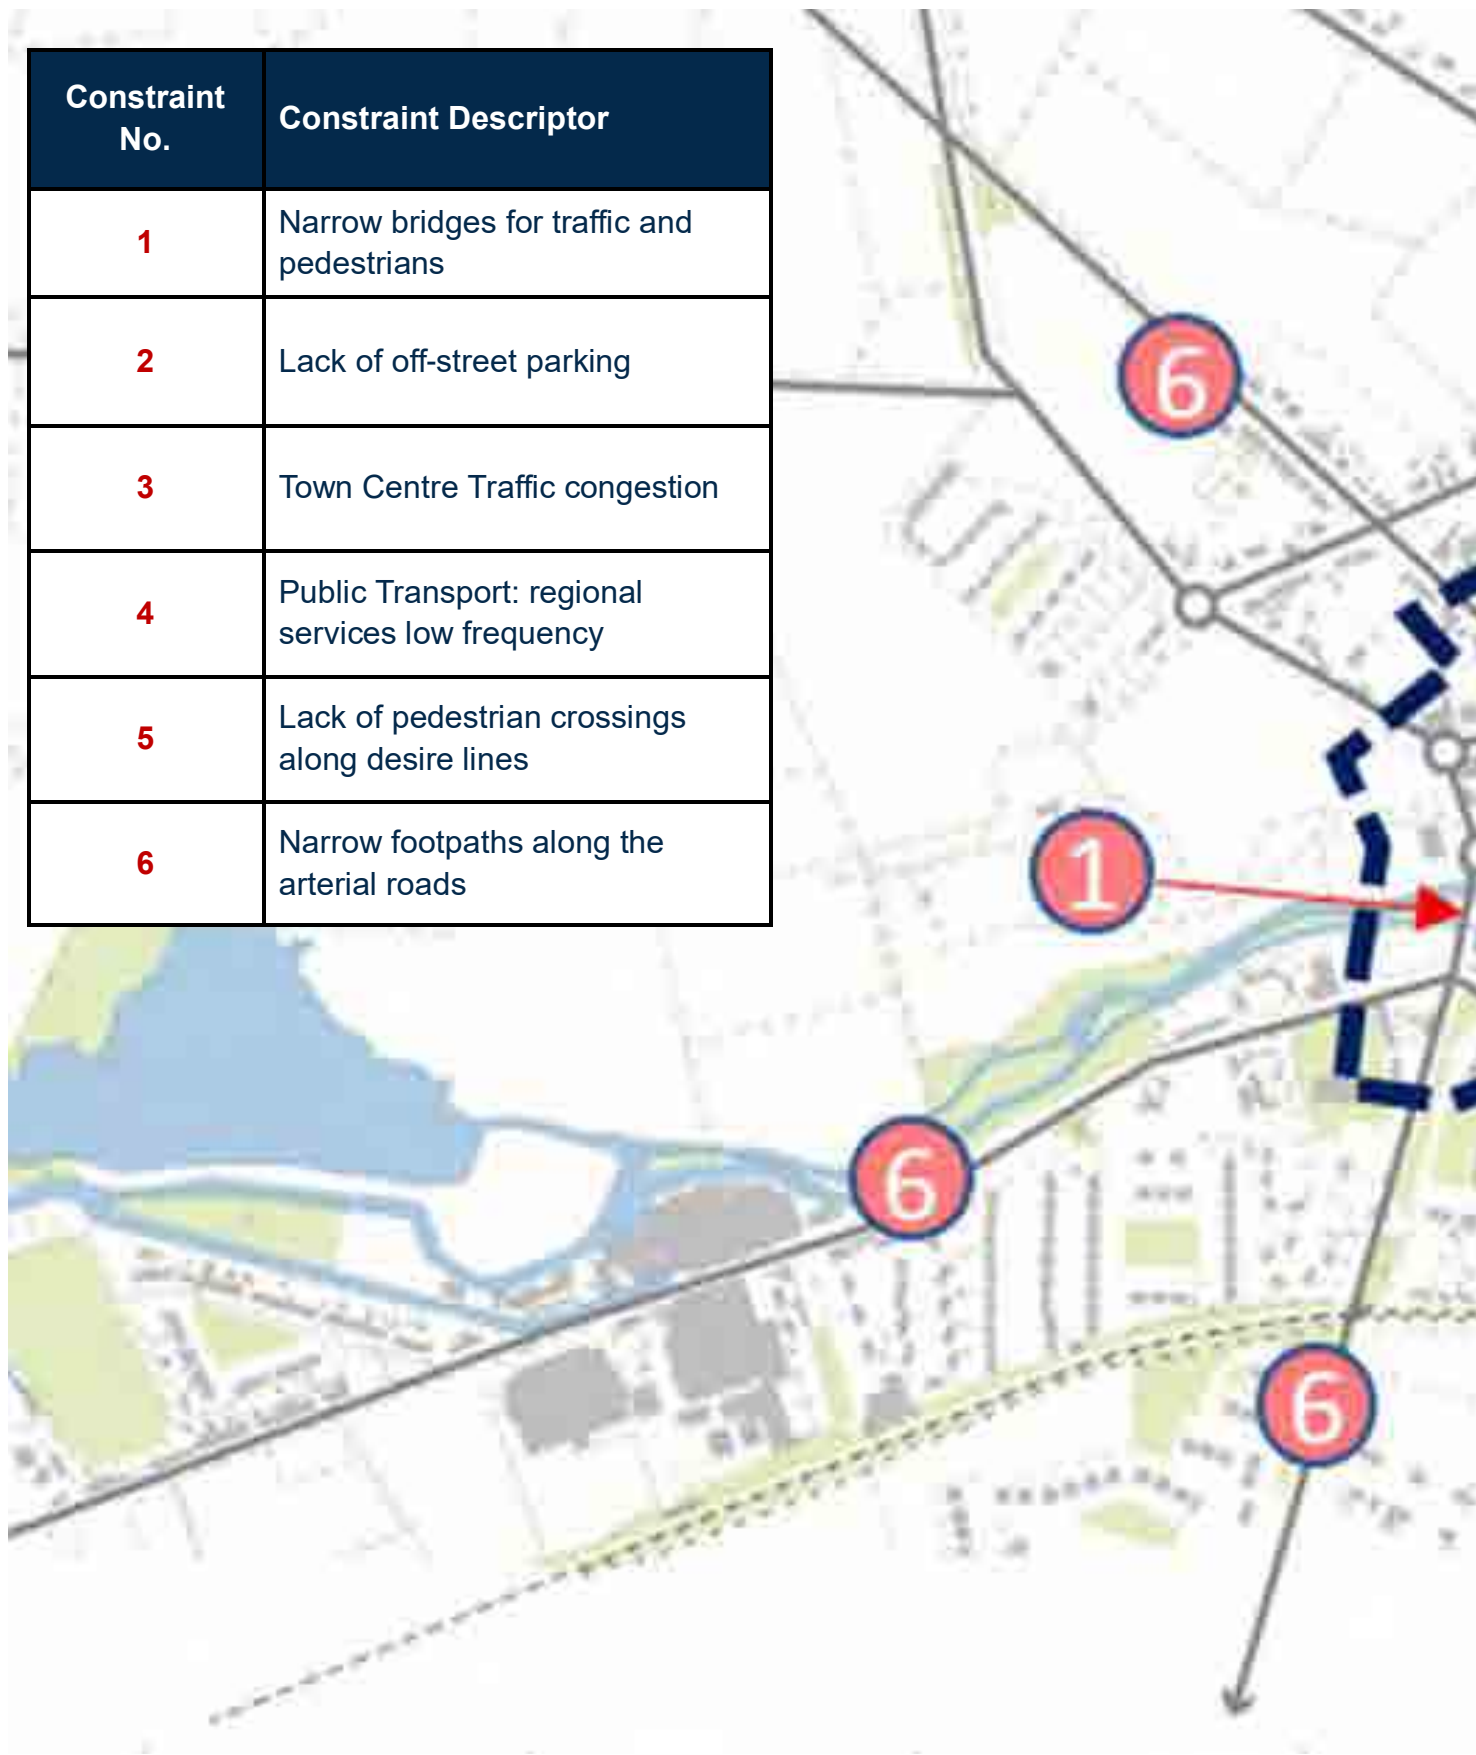 Constraint
No.
Constraint Descriptor
1
Narrow bridges for traffic and
pedestrians
2
Lack of off-street parking
3
Town Centre Traffic congestion
4
Public Transport: regional
services low frequency
5
Lack of pedestrian crossings
along desire lines
6
Narrow footpaths along the
arterial roads
6
1
6
6